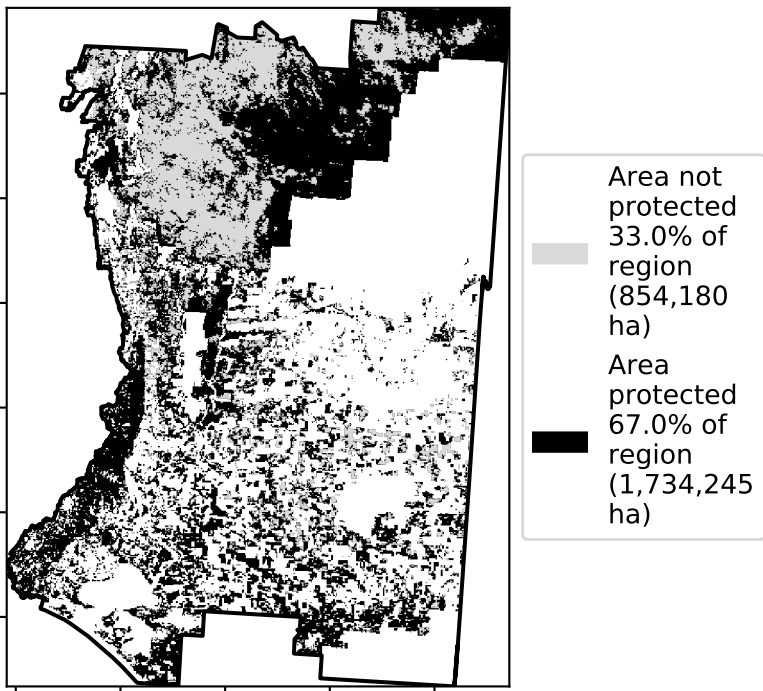 Area not
protected
33.0% of
region
(854,180
ha)
Area
protected
67.0% of
region
(1,734,245
ha)